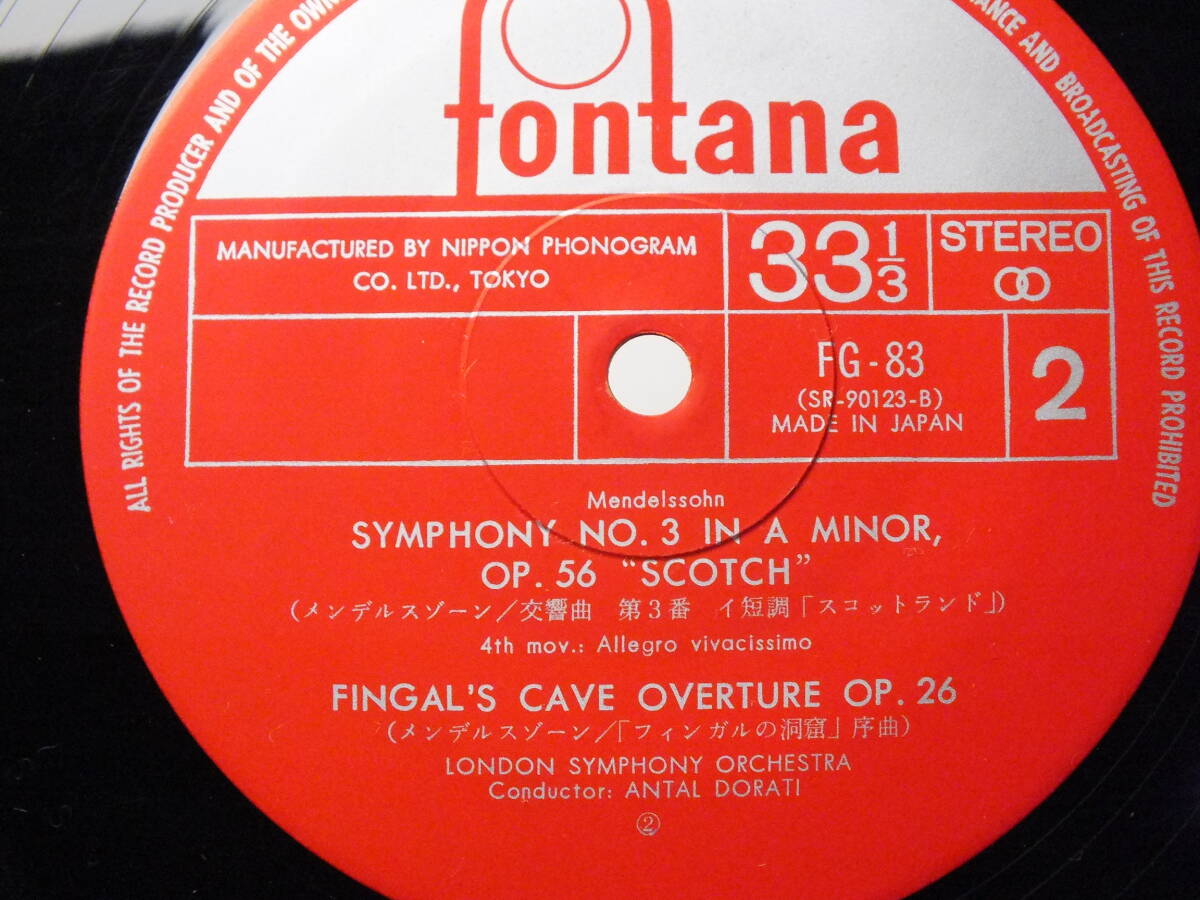 ALL RIGHTS OF THE RECORD PRODUCER AND OF THE
AND BROADCASTING OF THIS RECORD PROHIBITED
fontana
MANUFACTURED BY NIPPON PHONOGRAM
CO. LTD., TOKYO
33 1/3
STEREO
FG-83
(SR-90123-B)
MADE IN JAPAN
2
Mendelssohn
SYMPHONY NO. 3 IN A MINOR,
OP. 56 "SCOTCH"
(メンデルスゾーン/交響曲 第3番 イ短調「スコットランド」)
4th mov.: Allegro vivacissimo
FINGAL'S CAVE OVERTURE OP. 26
(メンデルスゾーン/「フィンガルの洞窟」序曲)
LONDON SYMPHONY ORCHESTRA
Conductor: ANTAL DORATI
②